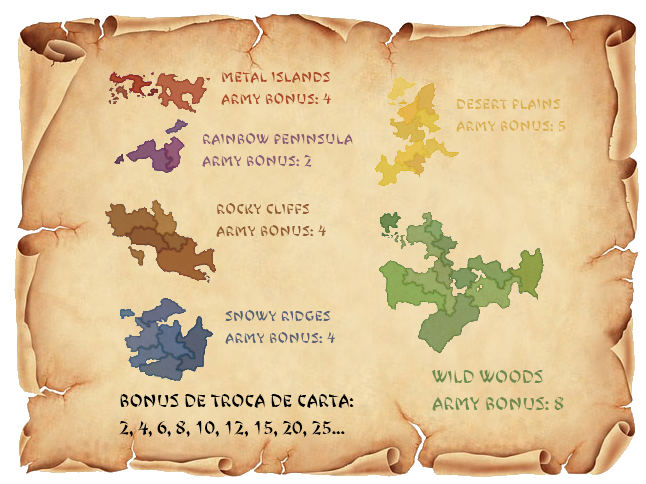 METAL ISLANDS
ARMY BONUS: 4
RAINBOW PENINSULA
ARMY BONUS: 2
ROCKY CLIFFS
ARMY BONUS: 4
SNOWY RIDGES
ARMY BONUS: 4
BONUS DE TROCA DE CARTA:
2, 4, 6, 8, 10, 12, 15, 20, 25...
DESERT PLAINS
ARMY BONUS: 5
WILD WOODS
ARMY BONUS: 8